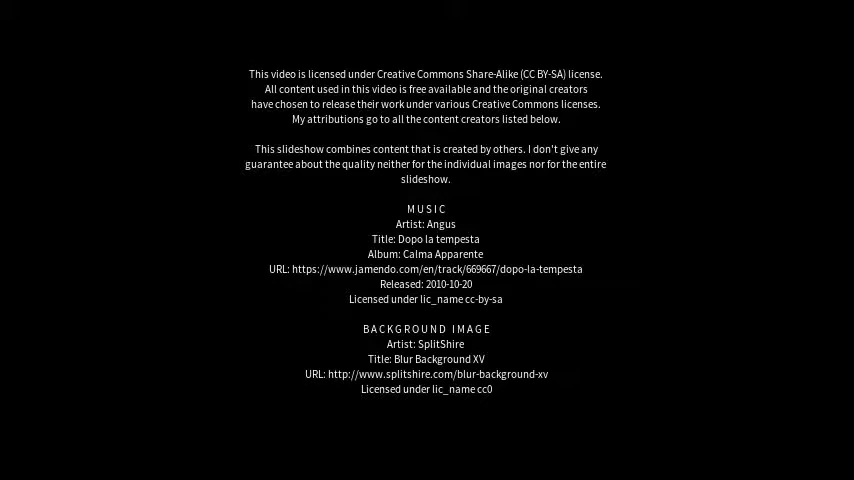 This video is licensed under Creative Commons Share-Alike (CC BY-SA) license.
All content used in this video is free available and the original creators
have chosen to release their work under various Creative Commons licenses.
My attributions go to all the content creators listed below.
This slideshow combines content that is created by others. I don't give any
guarantee about the quality neither for the individual images nor for the entire
slideshow.
MUSIC
Artist: Angus
Title: Dopo la tempesta
Album: Calma Apparente
URL: https://www.jamendo.com/en/track/669667/dopo-la-tempesta
Released: 2010-10-20
Licensed under lic_name cc-by-sa
BACKGROUND IMAGE
Artist: SplitShire
Title: Blur Background XV
URL: http://www.splitshire.com/blur-background-xv
Licensed under lic_name cc0